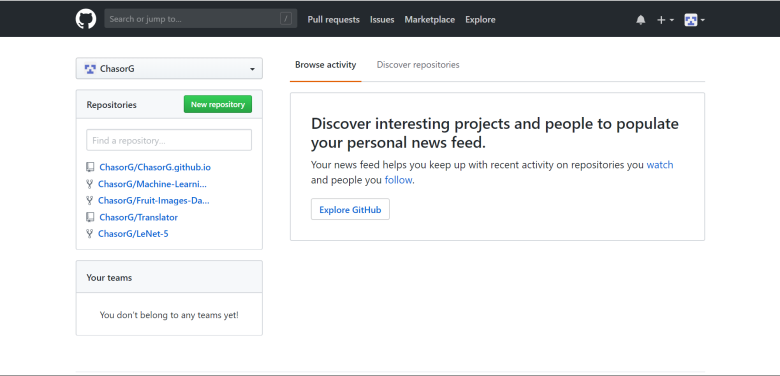 Search or jump to... / Pull requests Issues Marketplace Explore
ChasorG
Repositories New repository
Find a repository...
ChasorG/ChasorG.github.io
ChasorG/Machine-Learni...
ChasorG/Fruit-Images-Da...
ChasorG/Translator
ChasorG/LeNet-5
Your teams
You don't belong to any teams yet!
Browse activity Discover repositories
Discover interesting projects and people to populate
your personal news feed.
Your news feed helps you keep up with recent activity on repositories you watch
and people you follow.
Explore GitHub